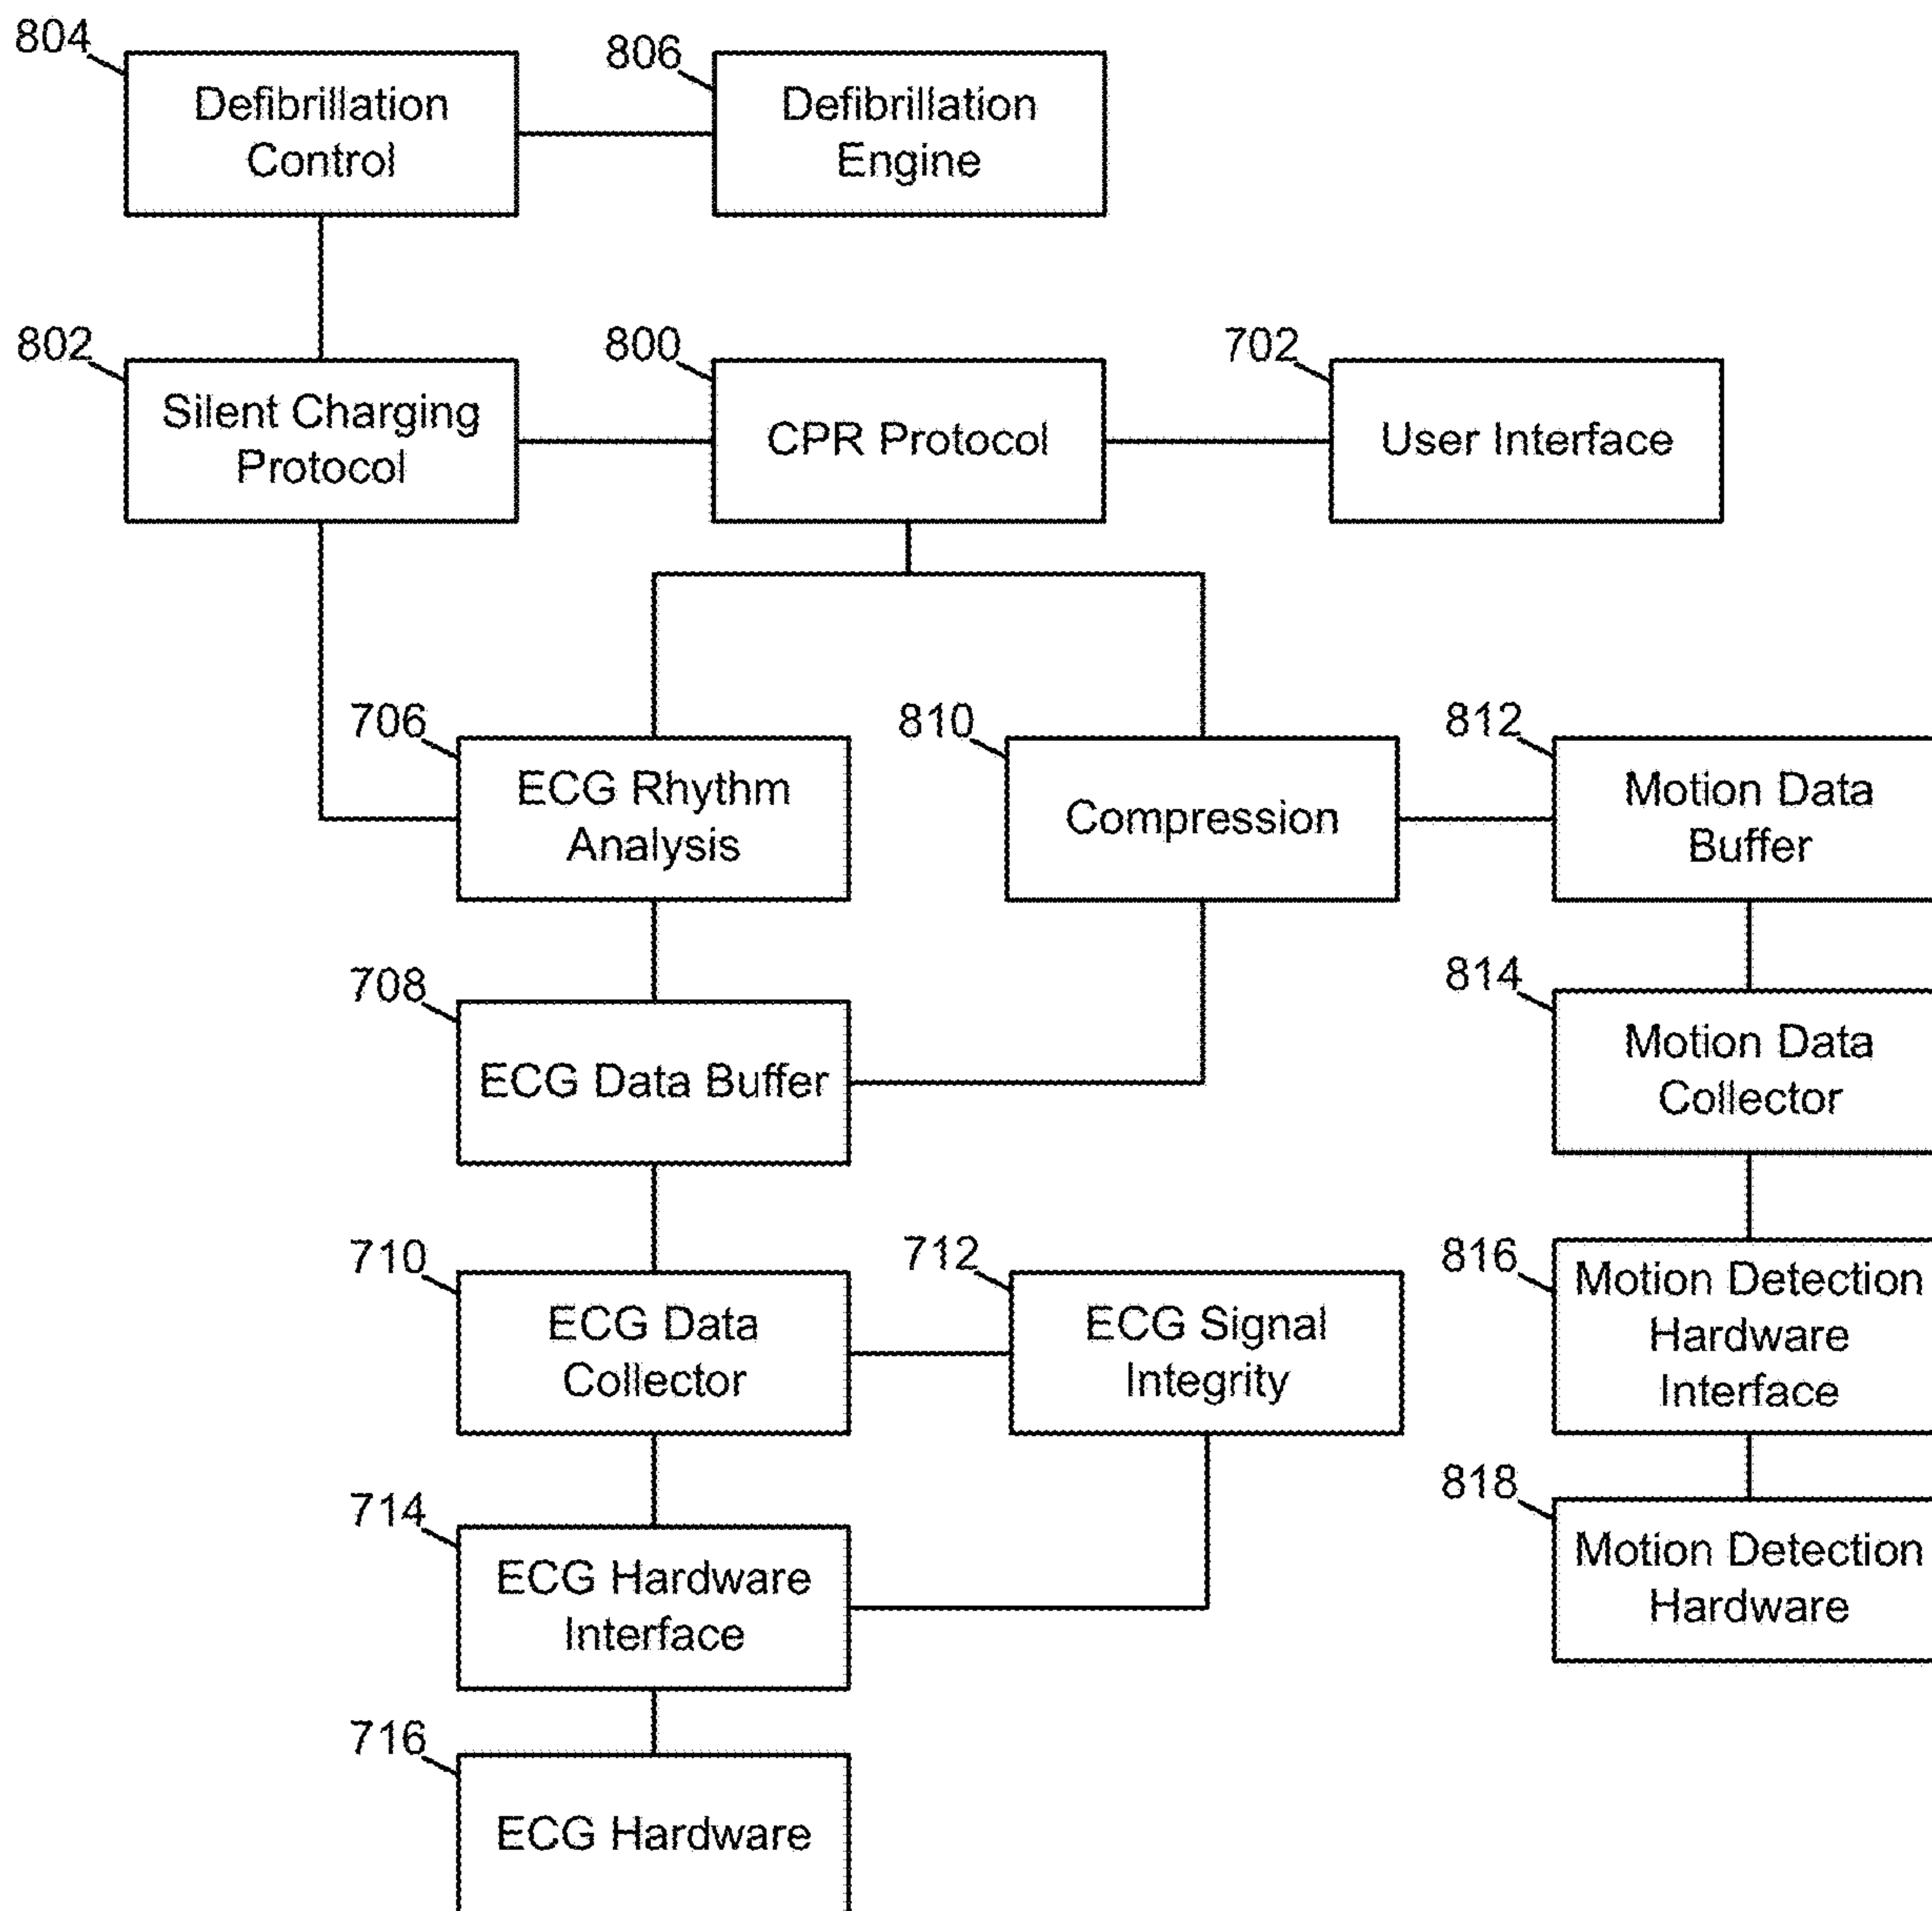 804
Defibrillation
Control
806
Defibrillation
Engine
802
Silent Charging
Protocol
800
CPR Protocol
702
User Interface
706
ECG Rhythm
Analysis
810
Compression
812
Motion Data
Buffer
708
ECG Data Buffer
814
Motion Data
Collector
710
ECG Data
Collector
712
ECG Signal
Integrity
816
Motion Detection
Hardware
Interface
714
ECG Hardware
Interface
818
Motion Detection
Hardware
716
ECG Hardware